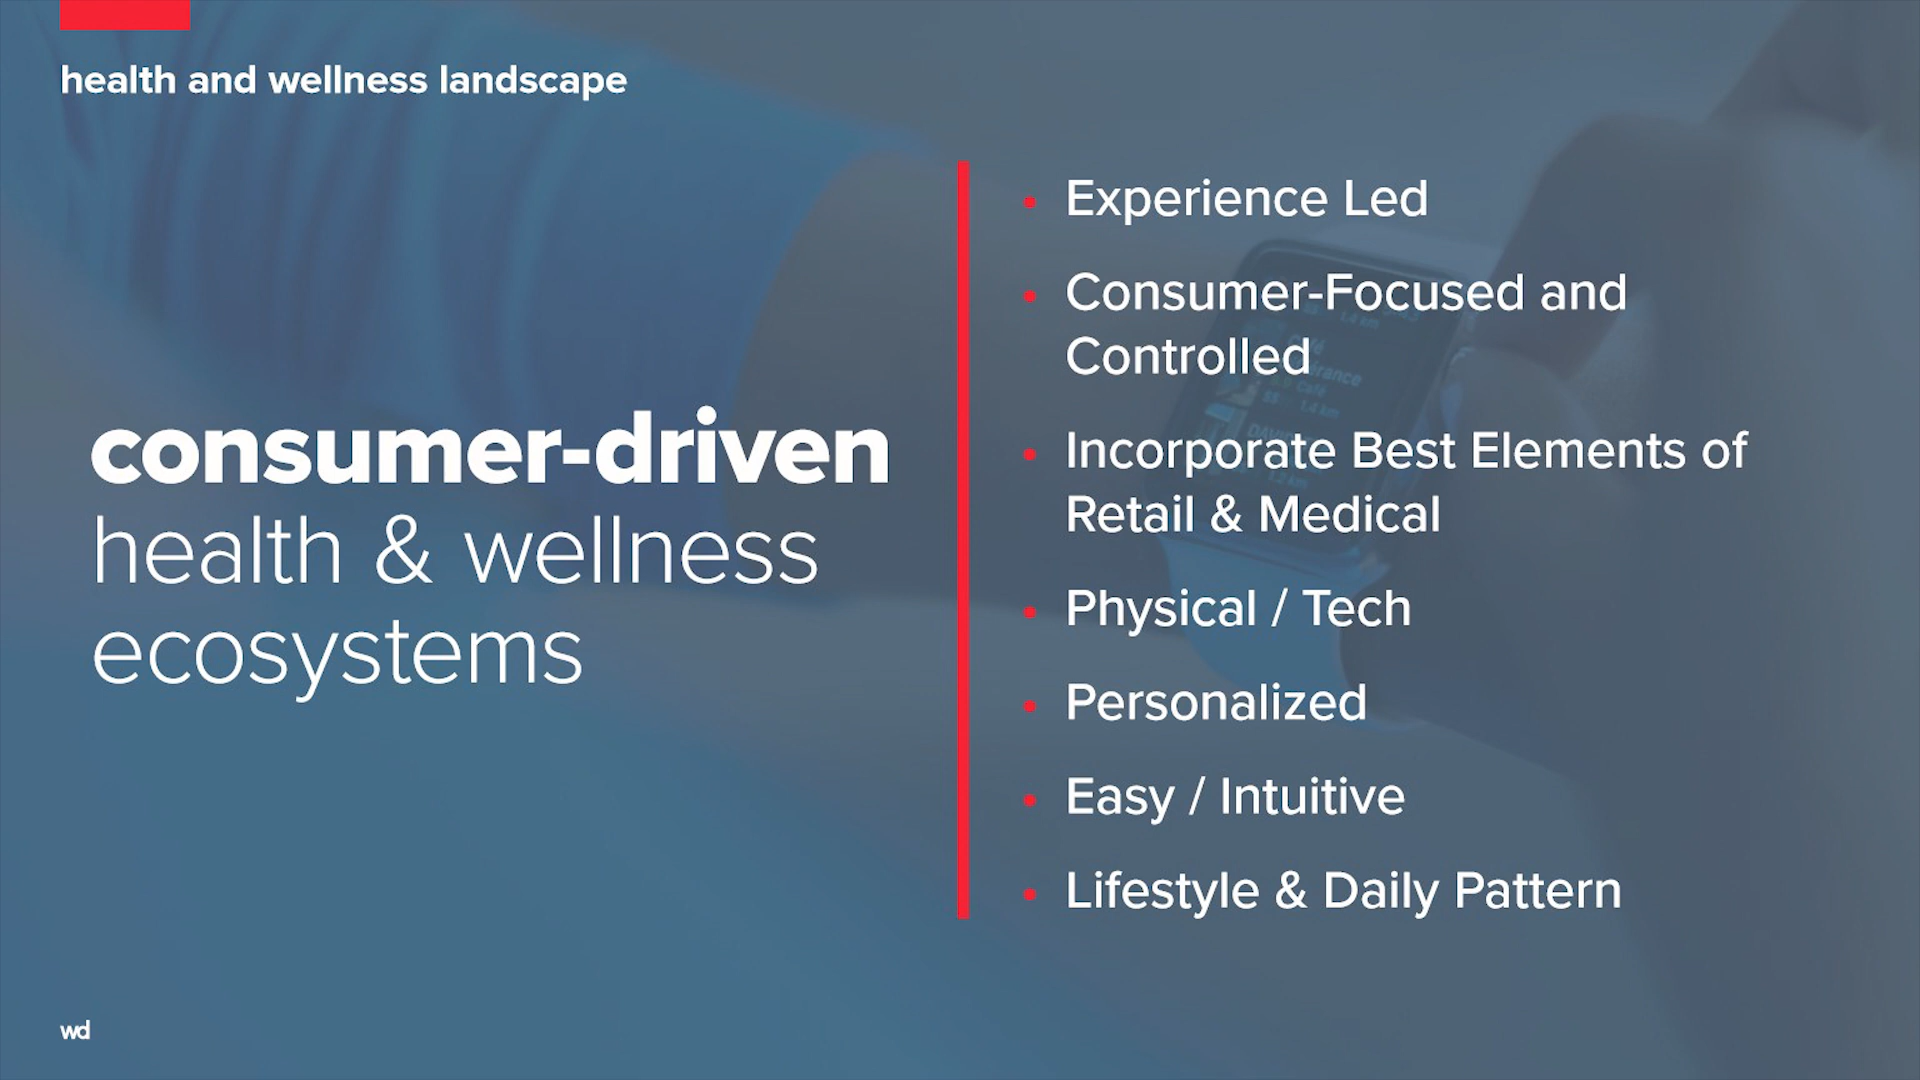 health and wellness landscape
consumer-driven
health & wellness
ecosystems
• Experience Led
• Consumer-Focused and
Controlled
• Incorporate Best Elements of
Retail & Medical
• Physical / Tech
• Personalized
• Easy / Intuitive
• Lifestyle & Daily Pattern
wd